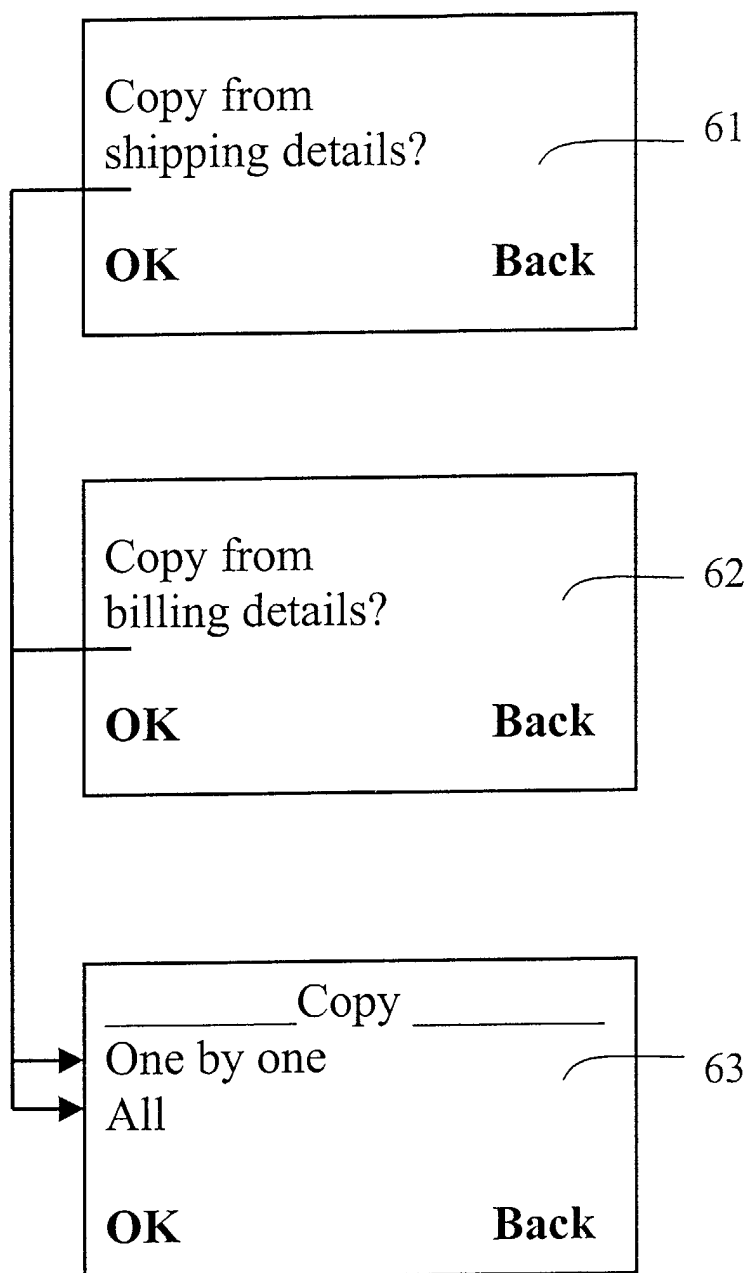 Copy from
shipping details?
61
OK Back
Copy from
billing details?
62
OK Back
Copy
One by one
63
All
OK Back